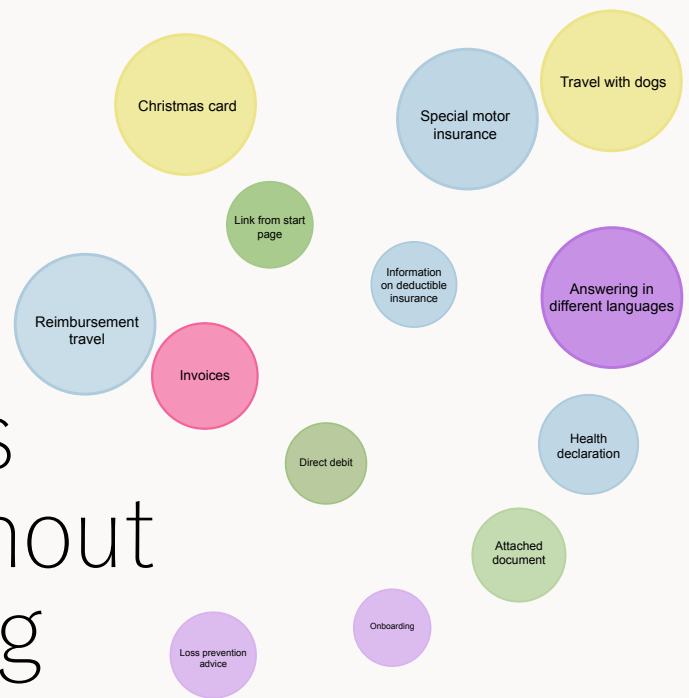 Christmas card
Special motor
insurance
Travel with dogs
Link from start
page
Information
on deductible
insurance
Answering in
different languages
Reimbursement
travel
Invoices
Direct debit
Health
declaration
Attached
document
Onboarding
Loss prevention
advice